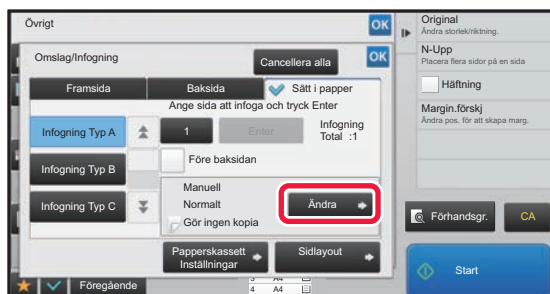 Övrigt
OK
Omslag/Infogning
Cancellera alla
OK
Framsida
Baksida
Sätt i papper
Ange sida att infoga och tryck Enter
Infogning Typ A
1
Enter
Infogning
Total :1
Infogning Typ B
Före baksidan
Infogning Typ C
Manuell
Normalt
Ändra
Gör ingen kopia
Papperskassett
Inställningar
Sidlayout
Föregående
3 A4
4 A4
Original
Ändra storlek/riktning.
N-Upp
Placera flera sidor på en sida
Häftning
Margin.förskj
Ändra pos. för att skapa marg.
Förhandsgr.
CA
Start